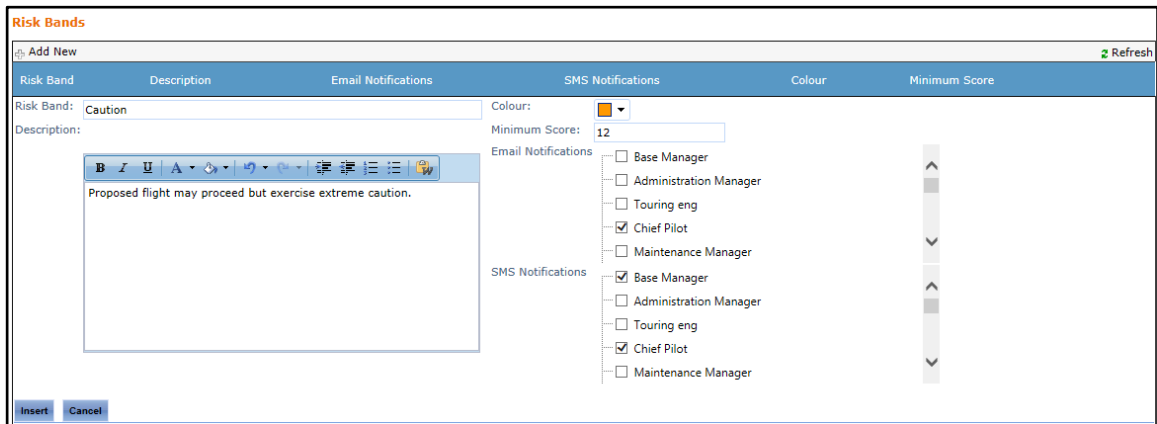 Risk Bands
Add New Refresh
Risk Band Description Email Notifications SMS Notifications Colour Minimum Score
Risk Band: Caution
Description:
B I U A W
Proposed flight may proceed but exercise extreme caution.
Colour:
Minimum Score: 12
Email Notifications
Base Manager
Administration Manager
Touring eng
Chief Pilot
Maintenance Manager
SMS Notifications
Base Manager
Administration Manager
Touring eng
Chief Pilot
Maintenance Manager
Insert Cancel